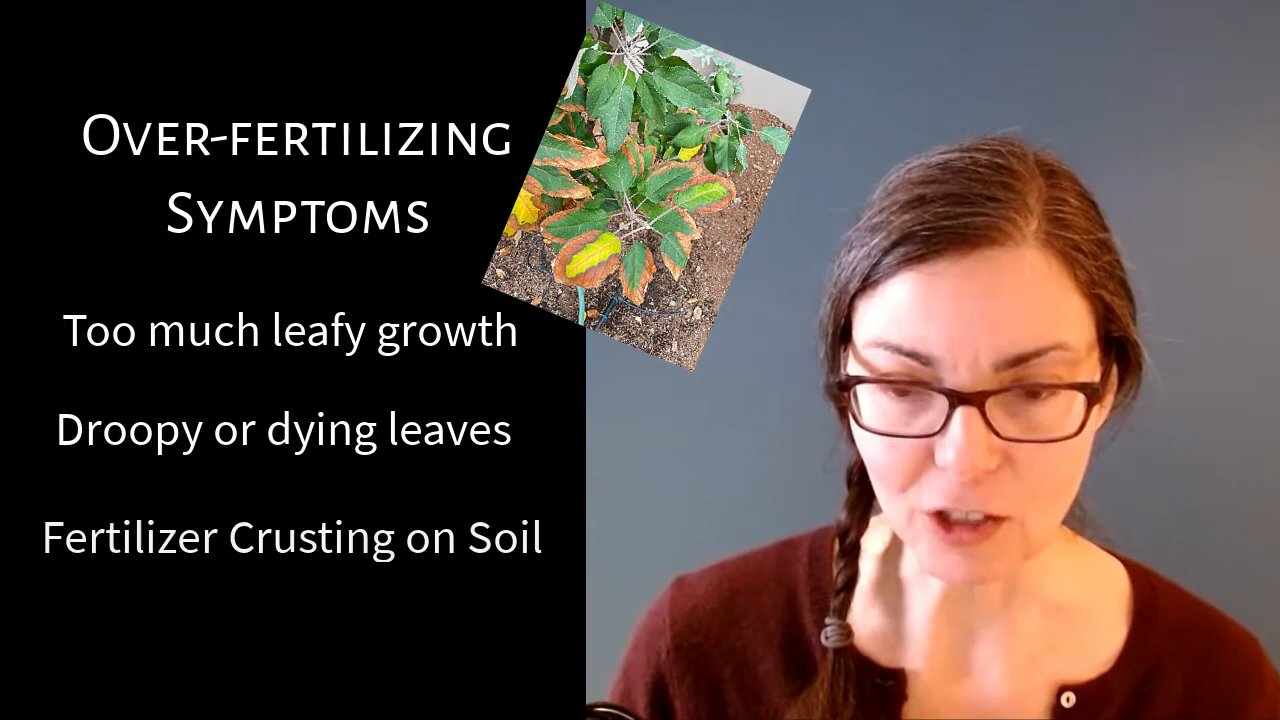 Over-fertilizing
Symptoms
Too much leafy growth
Droopy or dying leaves
Fertilizer Crusting on Soil